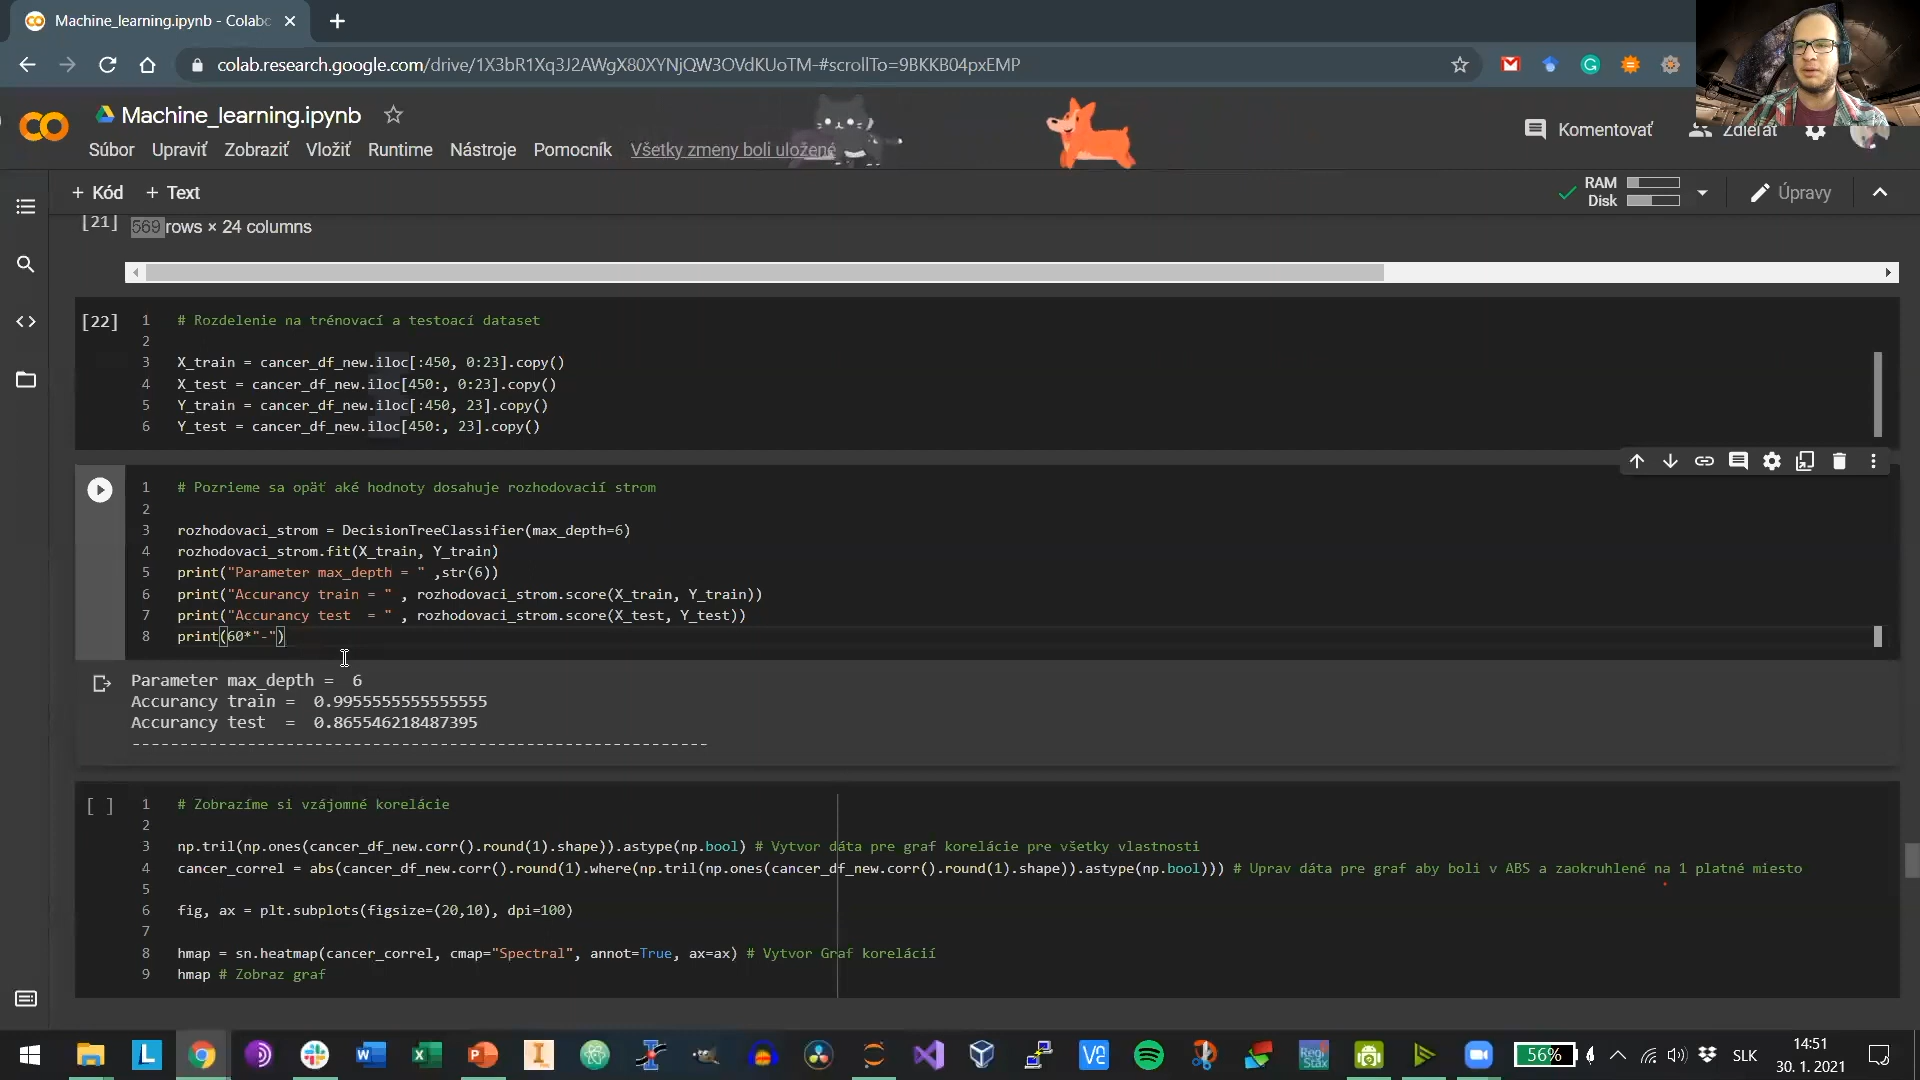 Machine_learning.ipynb - Colabo
colab.research.google.com/drive/1X3bR1Xq3J2AWgX80XYNjQW3OVdKUoTM-#scrollTo=9BKKB04pxEMP
Machine_learning.ipynb
Komentovať
Zdieľať
Súbor Upraviť Zobraziť Vložiť Runtime Nástroje Pomocník Všetky zmeny boli uložené
+ Kód + Text
RAM
Disk
Úpravy
[21] 569 rows × 24 columns
[22] 1 # Rozdelenie na trénovací a testoací dataset
2
3 X_train = cancer_df_new.iloc[:450, 0:23].copy()
4 X_test = cancer_df_new.iloc[450:, 0:23].copy()
5 Y_train = cancer_df_new.iloc[:450, 23].copy()
6 Y_test = cancer_df_new.iloc[450:, 23].copy()
1 # Pozrieme sa opäť aké hodnoty dosahuje rozhodovacií strom
2
3 rozhodovaci_strom = DecisionTreeClassifier(max_depth=6)
4 rozhodovaci_strom.fit(X_train, Y_train)
5 print("Parameter max_depth = " ,str(6))
6 print("Accurancy train = " , rozhodovaci_strom.score(X_train, Y_train))
7 print("Accurancy test  = " , rozhodovaci_strom.score(X_test, Y_test))
8 print(60*"-")
Parameter max_depth =  6
Accurancy train =  0.9955555555555555
Accurancy test  =  0.865546218487395
------------------------------------------------------------
[ ] 1 # Zobrazíme si vzájomné korelácie
2
3 np.tril(np.ones(cancer_df_new.corr().round(1).shape)).astype(np.bool) # Vytvor dáta pre graf korelácie pre všetky vlastnosti
4 cancer_correl = abs(cancer_df_new.corr().round(1).where(np.tril(np.ones(cancer_df_new.corr().round(1).shape)).astype(np.bool))) # Uprav dáta pre graf aby boli v ABS a zaokruhlené na 1 platné miesto
5
6 fig, ax = plt.subplots(figsize=(20,10), dpi=100)
7
8 hmap = sn.heatmap(cancer_correl, cmap="Spectral", annot=True, ax=ax) # Vytvor Graf korelácií
9 hmap # Zobraz graf
56%
SLK
14:51
30. 1. 2021